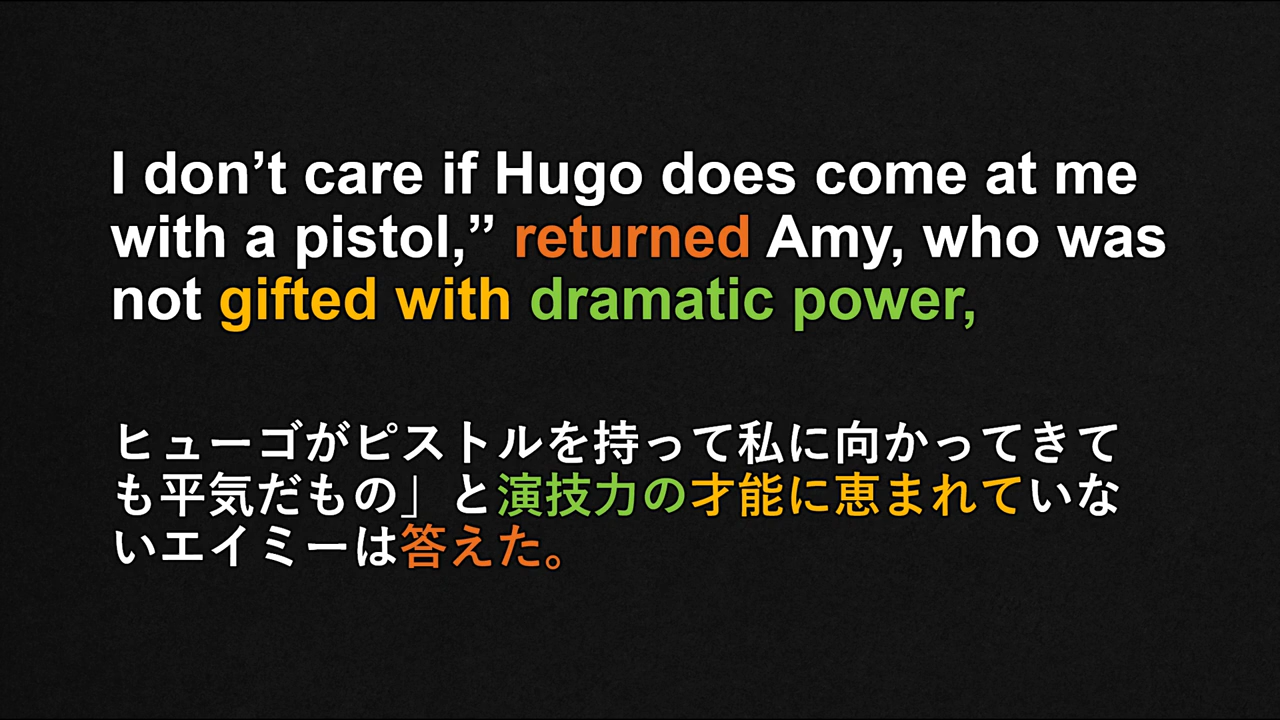 I don’t care if Hugo does come at me
with a pistol,” returned Amy, who was
not gifted with dramatic power,
ヒューゴがピストルを持って私に向かってきて
も平気だもの」と演技力の才能に恵まれていな
いエイミーは答えた。